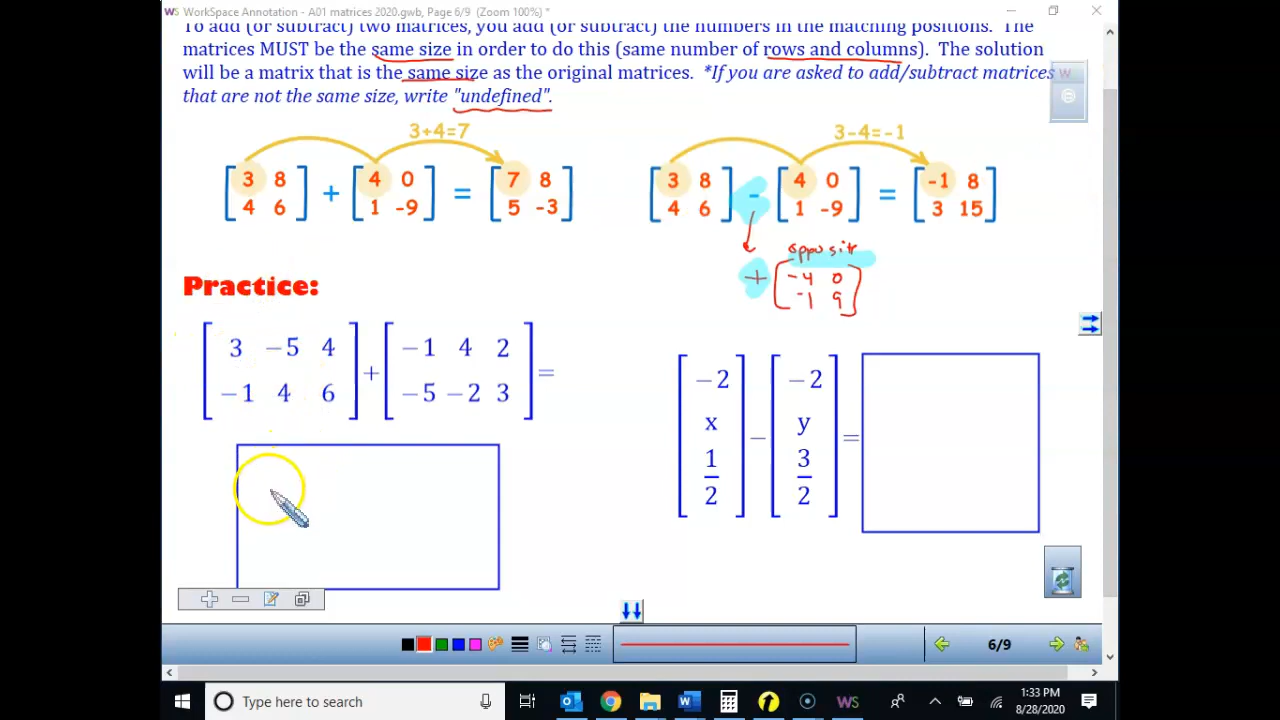 WS WorkSpace Annotation - A01 matrices 2020.gwb, Page 6/9 (Zoom 100%) *
To add (or subtract) two matrices, you add (or subtract) the numbers in the matching positions. The
matrices MUST be the same size in order to do this (same number of rows and columns). The solution
will be a matrix that is the same size as the original matrices. *If you are asked to add/subtract matrices
that are not the same size, write "undefined".
3+4=7
3-4=-1
3 8 4 0 7 8
+ =
4 6 1 -9 5 -3
3 8 4 0 -1 8
- =
4 6 1 -9 3 15
opposite
+ -4 0
-1 9
Practice:
3 -5 4 -1 4 2
+ =
-1 4 6 -5 -2 3
-2 -2
x y
- =
1 3
2 2
6/9
Type here to search
WS
1:33 PM
8/28/2020